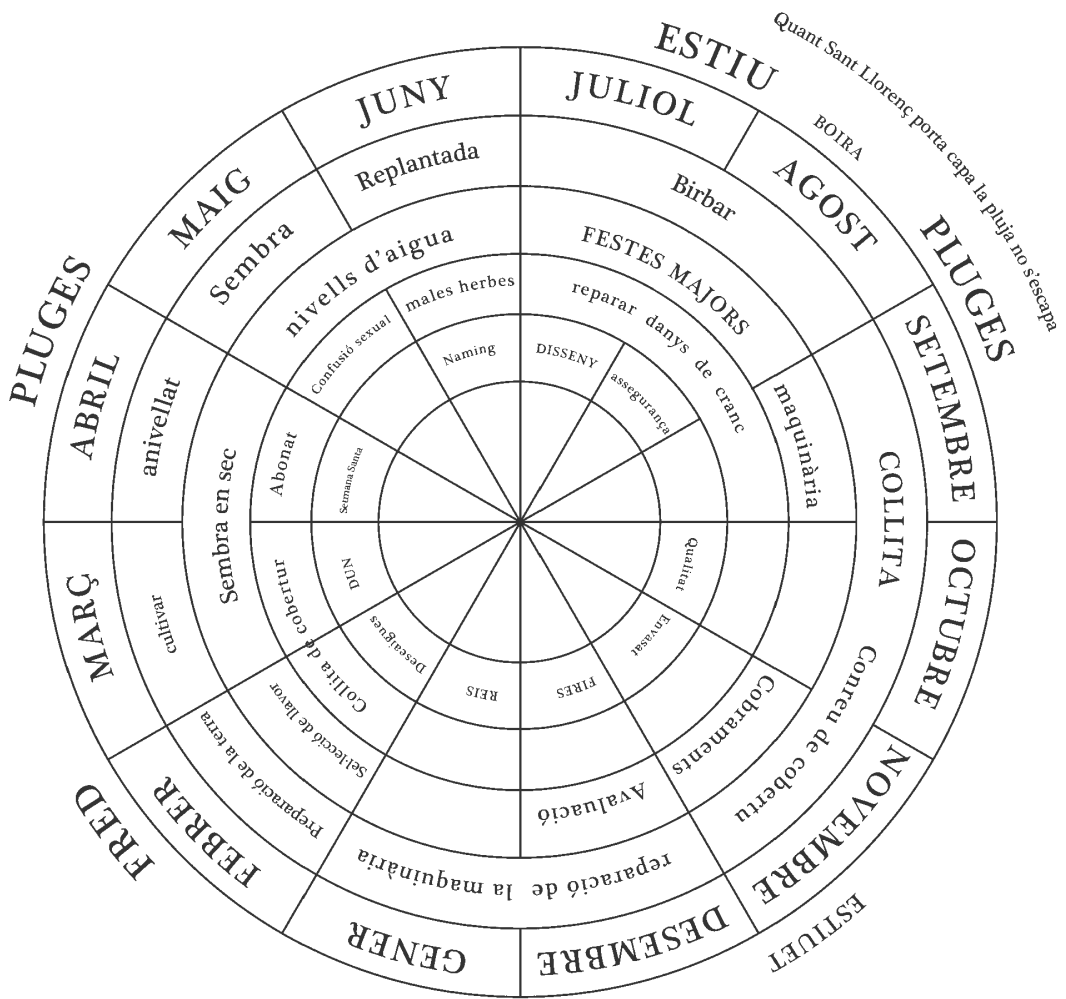 ESTIU
Quant Sant Llorenç porta capa la pluja no s'escapa
BOIRA
PLUGES
ESTIUET
FRED
PLUGES
JULIOL
AGOST
SETEMBRE
OCTUBRE
NOVEMBRE
DESEMBRE
GENER
FEBRER
MARÇ
ABRIL
MAIG
JUNY
Birbar
COLLITA
Conreu de cobertu
reparació de la maquinària
Preparació de la terra
cultivar
anivellat
Sembra
Replantada
FESTES MAJORS
maquinària
Cobraments
Avaluació
Sel·lecció de llavor
Sembra en sec
nivells d'aigua
reparar danys de cranc
Collita de cobertur
Abonat
Confusió sexual
males herbes
DISSENY
assegurança
Qualitat
Envasat
FIRES
REIS
Desaigues
DUN
Setmana Santa
Naming